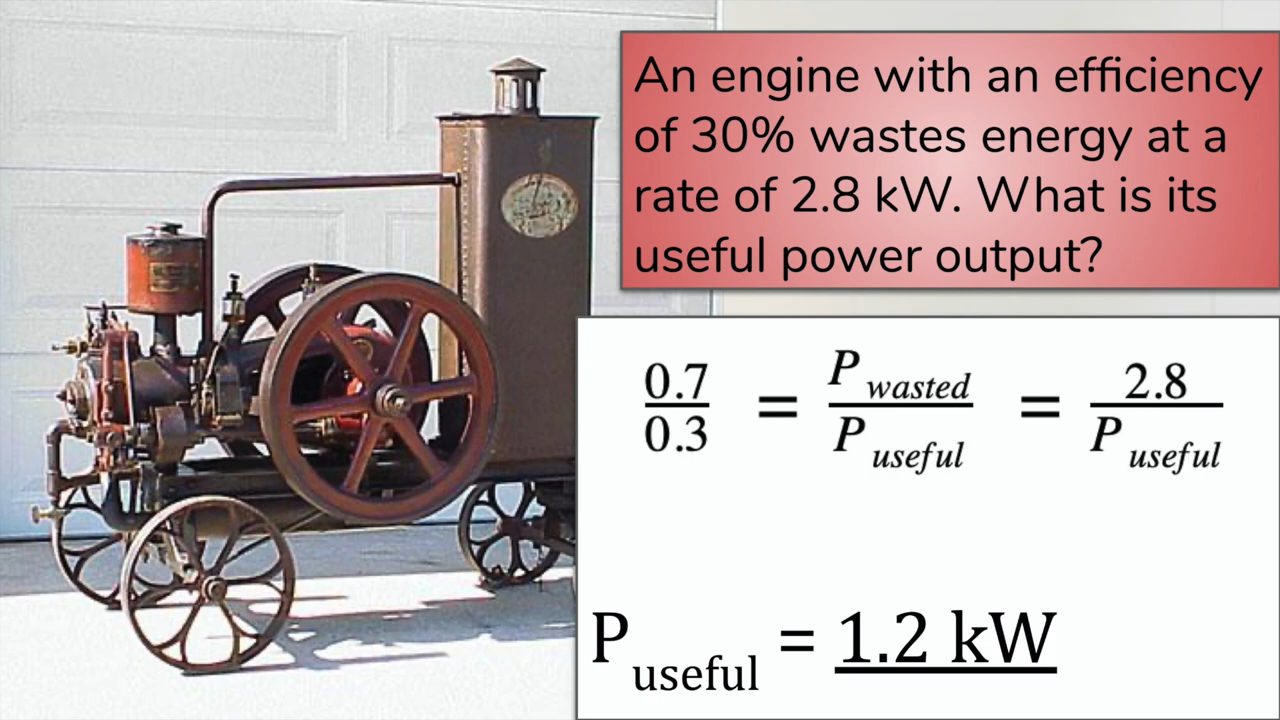 An engine with an efficiency
of 30% wastes energy at a
rate of 2.8 kW. What is its
useful power output?
0.7/0.3 = P wasted/P useful = 2.8/P useful
P useful = 1.2 kW